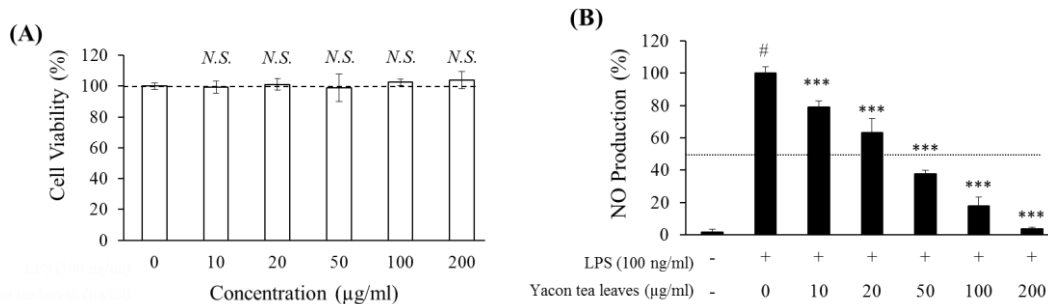 (A)
Cell Viability (%)
120
100
80
60
40
20
0
N.S. N.S. N.S. N.S. N.S.
0 10 20 50 100 200
Concentration (µg/ml)
(B)
NO Production (%)
120
100
80
60
40
20
0
# *** *** *** *** ***
LPS (100 ng/ml) - + + + + + +
Yacon tea leaves (µg/ml) - 0 10 20 50 100 200